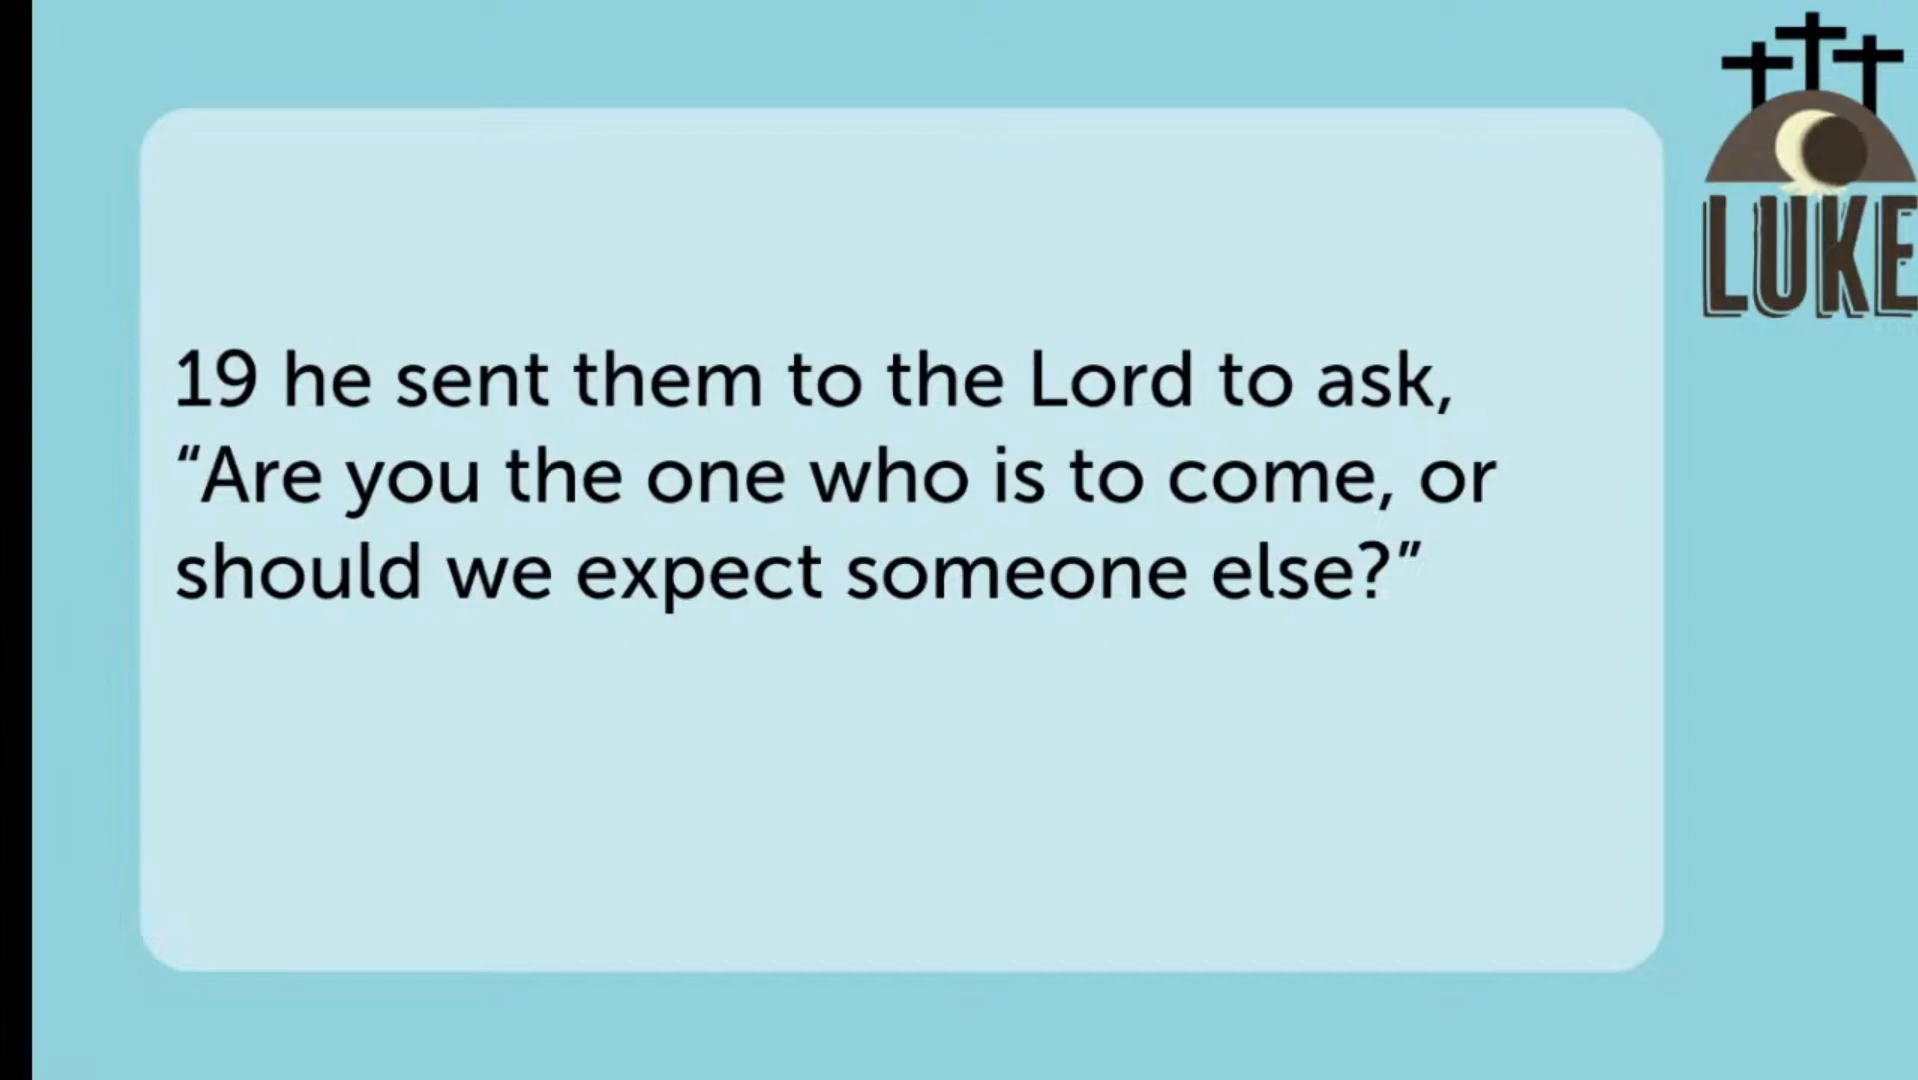 19 he sent them to the Lord to ask,
“Are you the one who is to come, or
should we expect someone else?”
LUKE